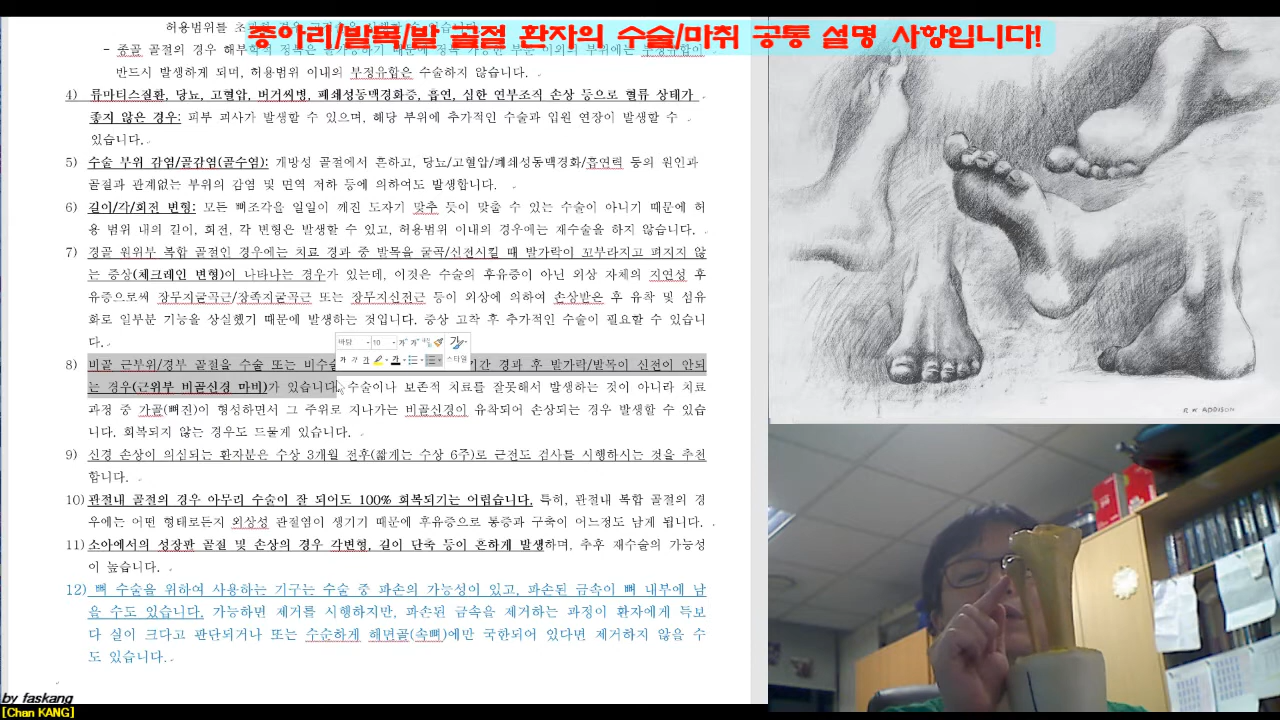 종아리/발목/발 골절 환자의 수술/마취 공통 설명 사항입니다!
허용범위를 초
- 종골 골절의 경우 해부
반드시 발생하게 되며, 허용범위 이내의 부정유합은 수술하지 않습니다.
4) 류마티스질환, 당뇨, 고혈압, 버거씨병, 폐쇄성동맥경화증, 흡연, 심한 연부조직 손상 등으로 혈류 상태가
좋지 않은 경우: 피부 괴사가 발생할 수 있으며, 해당 부위에 추가적인 수술과 입원 연장이 발생할 수
있습니다.
5) 수술 부위 감염/골감염(골수염): 개방성 골절에서 흔하고, 당뇨/고혈압/폐쇄성동맥경화/흡연력 등의 원인과
골절과 관계없는 부위의 감염 및 면역 저하 등에 의하여도 발생합니다.
6) 길이/각/회전 변형: 모든 뼈조각을 일일이 깨진 도자기 맞추 듯이 맞출 수 있는 수술이 아니기 때문에 허
용 범위 내의 길이, 회전, 각 변형은 발생할 수 있고, 허용범위 이내의 경우에는 재수술을 하지 않습니다.
7) 경골 원위부 복합 골절인 경우에는 치료 경과 중 발목을 굴곡/신전시킬 때 발가락이 꼬부라지고 펴지지 않
는 증상(체크레인 변형)이 나타나는 경우가 있는데, 이것은 수술의 후유증이 아닌 외상 자체의 지연성 후
유증으로써 장무지굴곡근/장족지굴곡근 또는 장무지신전근 등이 외상에 의하여 손상받은 후 유착 및 섬유
화로 일부분 기능을 상실했기 때문에 발생하는 것입니다. 증상 고착 후 추가적인 수술이 필요할 수 있습니
다.
바탕 10 스타일
8) 비골 근부위/경부 골절을 수술 또는 비수술 기간 경과 후 발가락/발목이 신전이 안되
는 경우(근위부 비골신경 마비)가 있습니다. 수술이나 보존적 치료를 잘못해서 발생하는 것이 아니라 치료
과정 중 가골(뼈진)이 형성하면서 그 주위로 지나가는 비골신경이 유착되어 손상되는 경우 발생할 수 있습
니다. 회복되지 않는 경우도 드물게 있습니다.
9) 신경 손상이 의심되는 환자분은 수상 3개월 전후(짧게는 수상 6주)로 근전도 검사를 시행하시는 것을 추천
합니다.
10) 관절내 골절의 경우 아무리 수술이 잘 되어도 100% 회복되기는 어렵습니다. 특히, 관절내 복합 골절의 경
우에는 어떤 형태로든지 외상성 관절염이 생기기 때문에 후유증으로 통증과 구축이 어느정도 남게 됩니다.
11) 소아에서의 성장판 골절 및 손상의 경우 각변형, 길이 단축 등이 흔하게 발생하며, 추후 재수술의 가능성
이 높습니다.
12) 뼈 수술을 위하여 사용하는 기구는 수술 중 파손의 가능성이 있고, 파손된 금속이 뼈 내부에 남
을 수도 있습니다. 가능하면 제거를 시행하지만, 파손된 금속을 제거하는 과정이 환자에게 득보
다 실이 크다고 판단되거나 또는 수순하게 해면골(속뼈)에만 국한되어 있다면 제거하지 않을 수
도 있습니다.
R K ADDISON
by faskang
[Chan KANG]